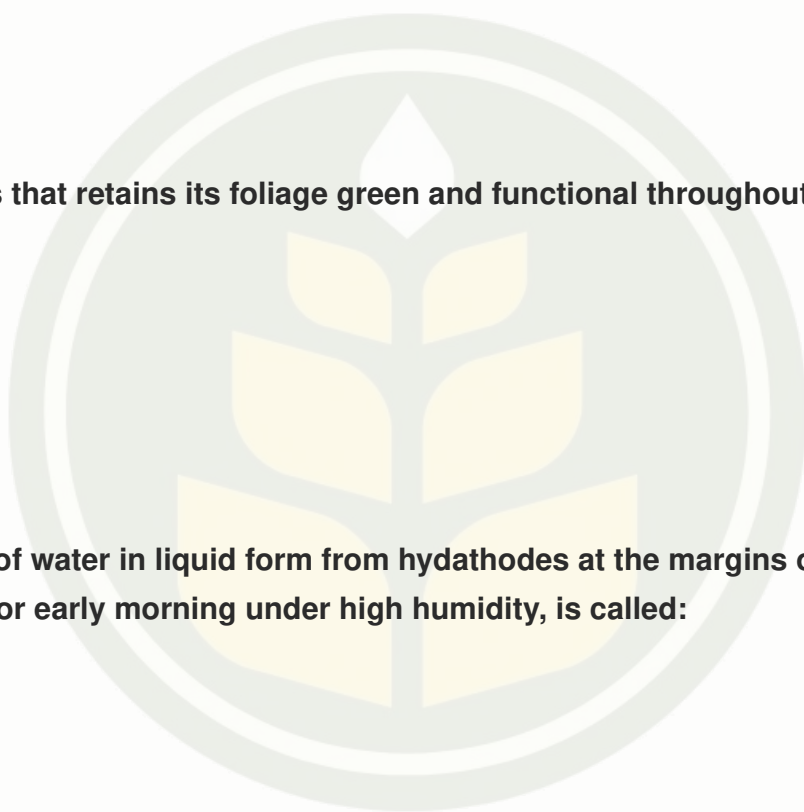 s that retains its foliage green and functional throughout
of water in liquid form from hydathodes at the margins
or early morning under high humidity, is called: